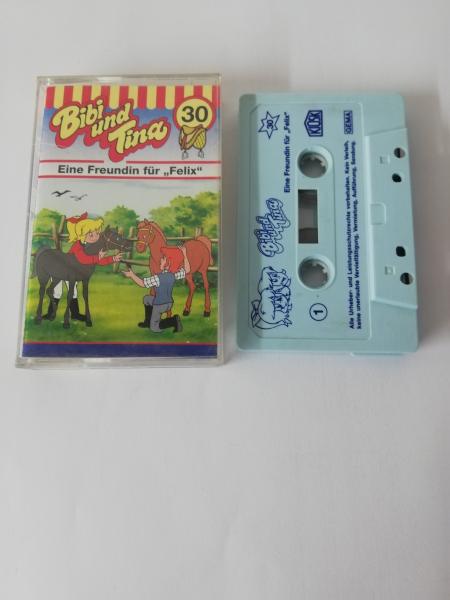 Bibi
und
Tina
30
Eine Freundin für „Felix“
30
Eine Freundin für „Felix“
KIOSK
GEMA
Bibi und
Tina
1
Alle Urheber- und Leistungsschutzrechte vorbehalten. Kein Verleih,
keine unerlaubte Vervielfältigung, Vermietung, Aufführung, Sendung.